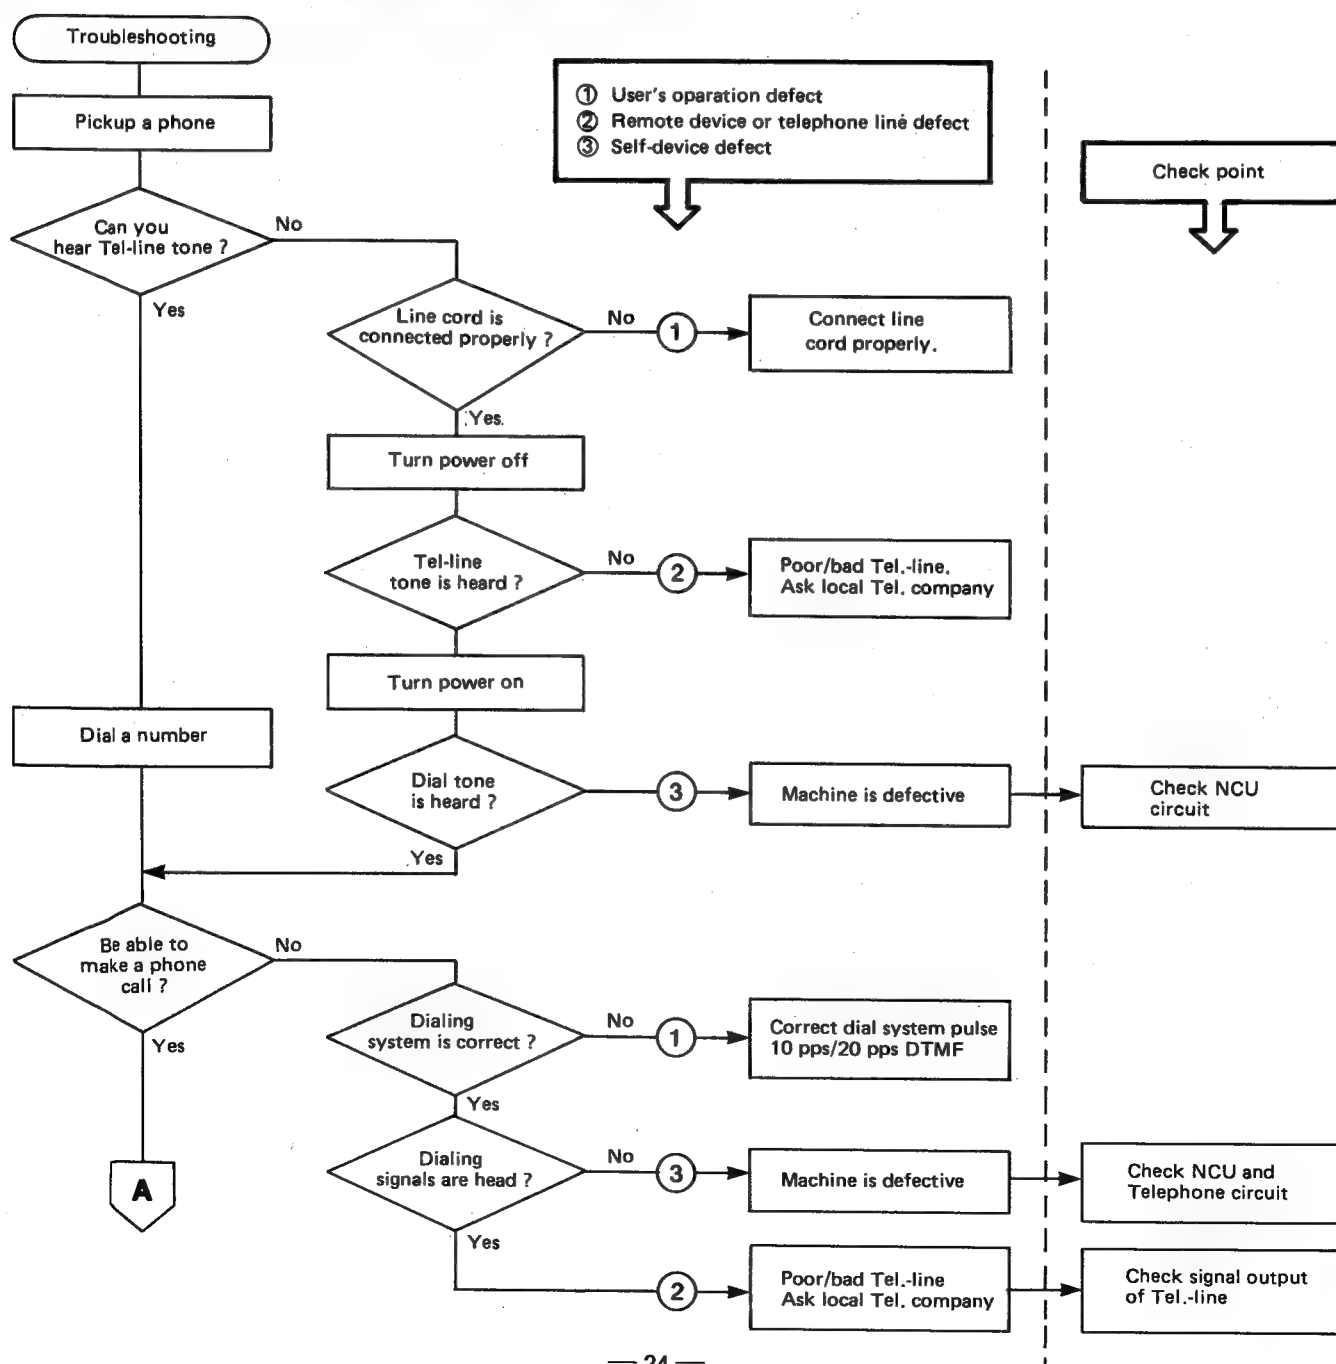 Troubleshooting
Pickup a phone
① User's oparation defect
② Remote device or telephone line defect
③ Self-device defect
Check point
Can you
hear Tel-line tone ?
No
Yes
Line cord is
connected properly ?
No
1
Connect line
cord properly.
Yes.
Turn power off
Tel-line
tone is heard ?
No
2
Poor/bad Tel.-line.
Ask local Tel. company
Turn power on
Dial a number
Dial tone
is heard ?
3
Machine is defective
Check NCU
circuit
Yes
Be able to
make a phone
call ?
No
Yes
Dialing
system is correct ?
No
1
Correct dial system pulse
10 pps/20 pps DTMF
Yes
Dialing
signals are head ?
No
3
Machine is defective
Check NCU and
Telephone circuit
A
Yes
2
Poor/bad Tel.-line
Ask local Tel. company
Check signal output
of Tel.-line
— 24 —